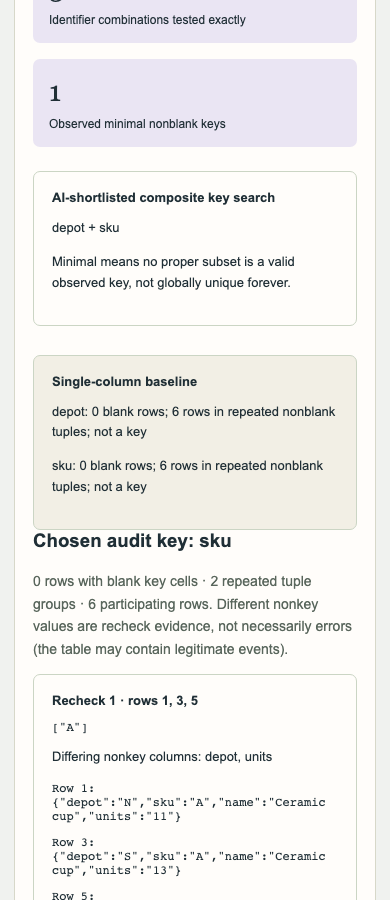 Identifier combinations tested exactly
1
Observed minimal nonblank keys
AI-shortlisted composite key search
depot + sku
Minimal means no proper subset is a valid
observed key, not globally unique forever.
Single-column baseline
depot: 0 blank rows; 6 rows in repeated nonblank
tuples; not a key
sku: 0 blank rows; 6 rows in repeated nonblank
tuples; not a key
Chosen audit key: sku
0 rows with blank key cells · 2 repeated tuple
groups · 6 participating rows. Different nonkey
values are recheck evidence, not necessarily errors
(the table may contain legitimate events).
Recheck 1 · rows 1, 3, 5
["A"]
Differing nonkey columns: depot, units
Row 1:
{"depot":"N","sku":"A","name":"Ceramic
cup","units":"11"}
Row 3:
{"depot":"S","sku":"A","name":"Ceramic
cup","units":"13"}
Row 5: